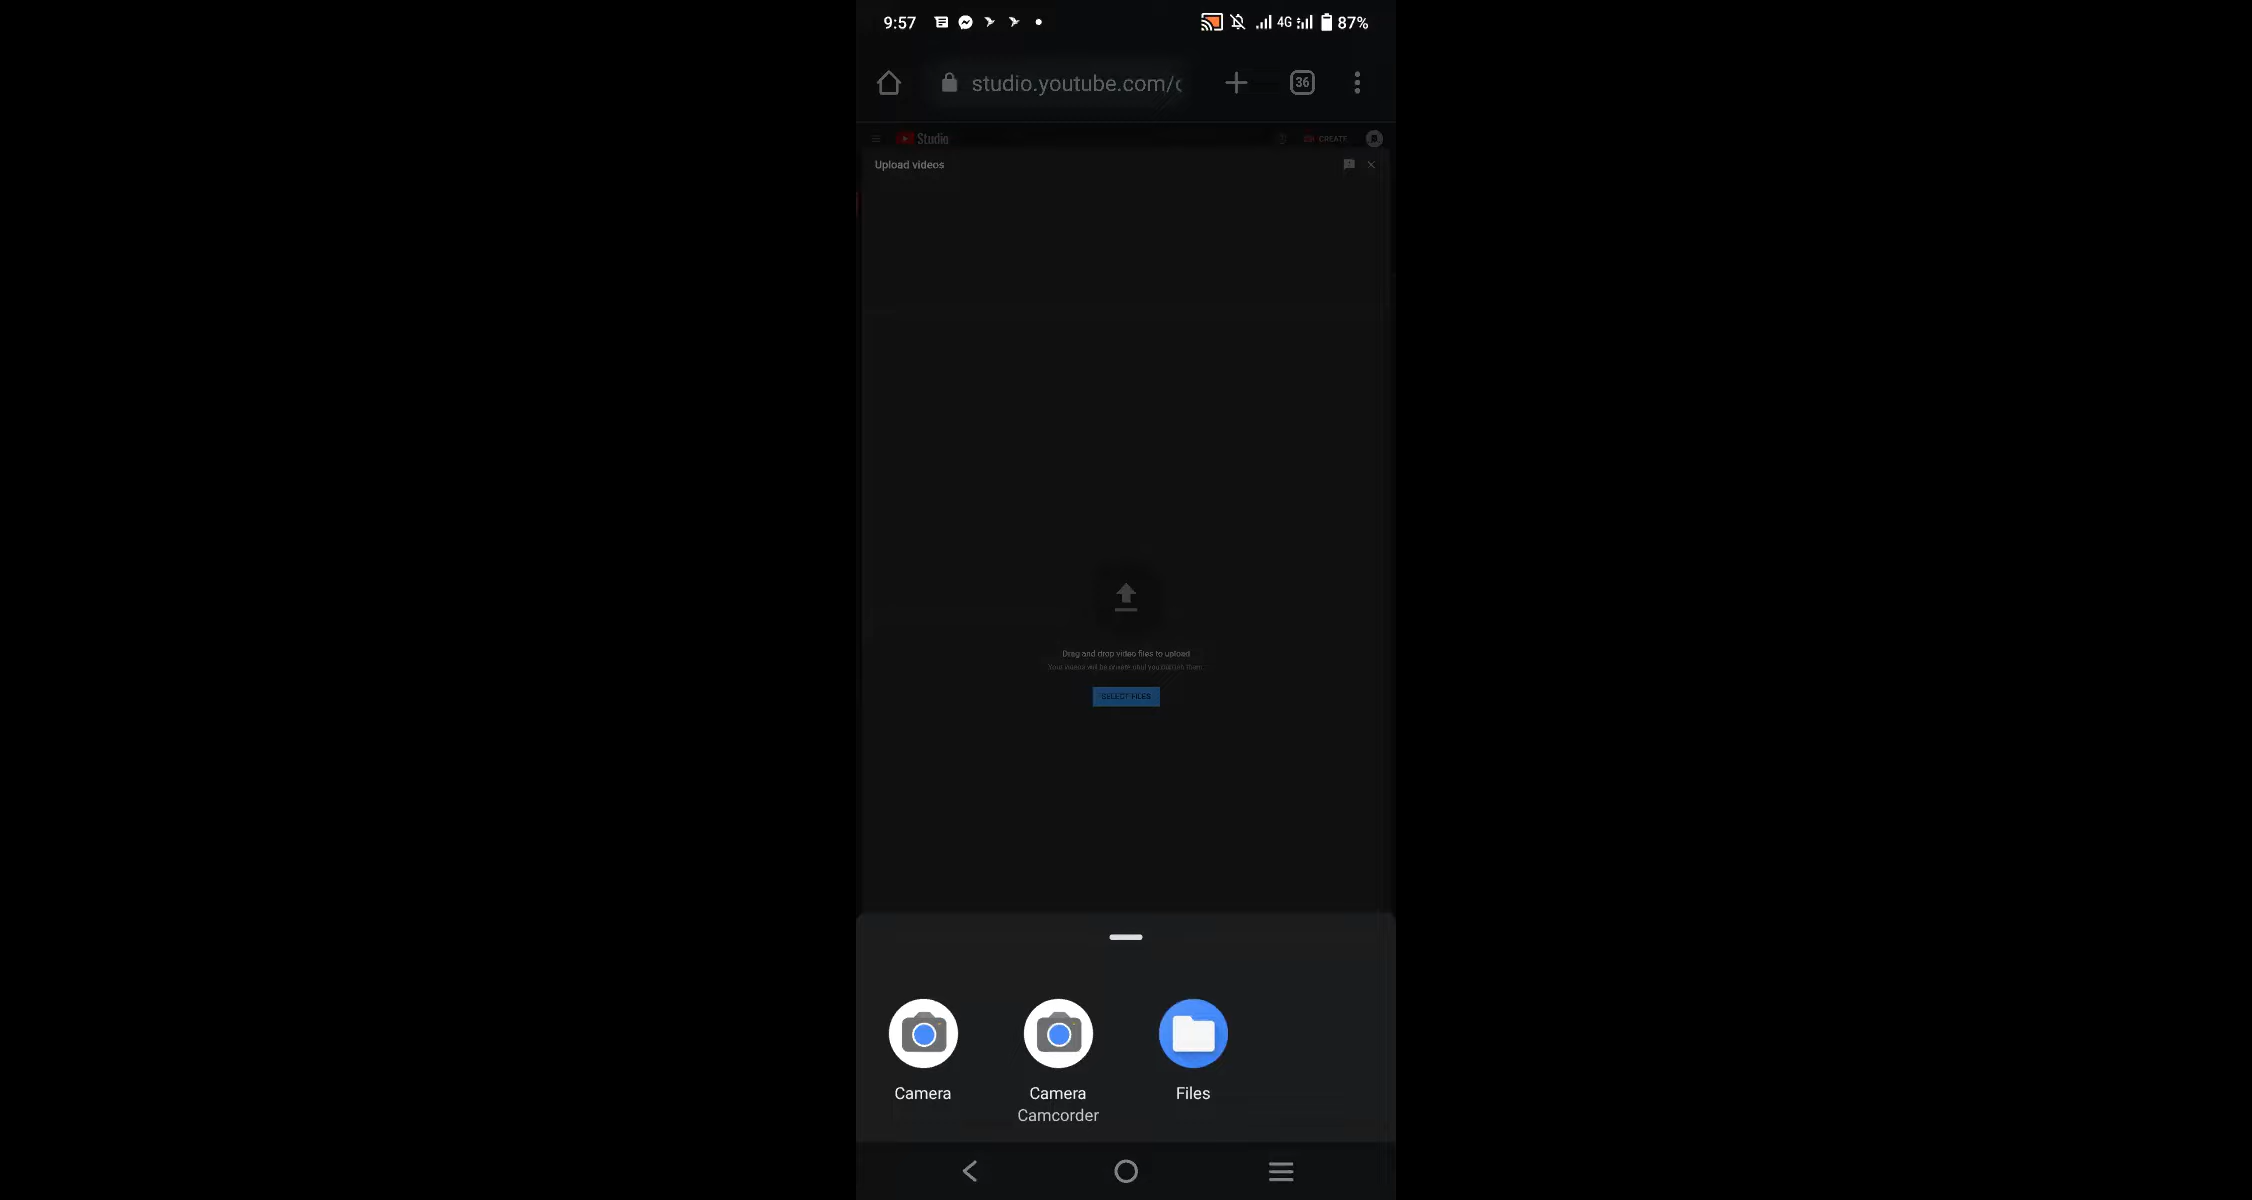 9:57
4G
87%
studio.youtube.com/c
36
Studio
CREATE
Upload videos
Drag and drop video files to upload
Your videos will be private until you publish them.
SELECT FILES
Camera
Camera
Files
Camcorder